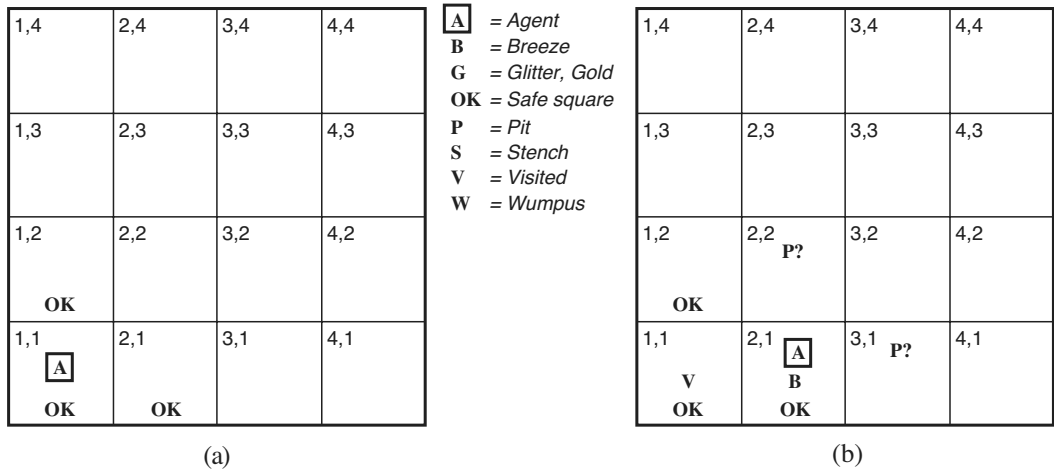 1,4 2,4 3,4 4,4
1,3 2,3 3,3 4,3
1,2 2,2 3,2 4,2
OK
1,1 2,1 3,1 4,1
A
OK OK
(a)
A = Agent
B = Breeze
G = Glitter, Gold
OK = Safe square
P = Pit
S = Stench
V = Visited
W = Wumpus
1,4 2,4 3,4 4,4
1,3 2,3 3,3 4,3
1,2 2,2 3,2 4,2
P?
OK
1,1 2,1 3,1 4,1
A P?
V B
OK OK
(b)